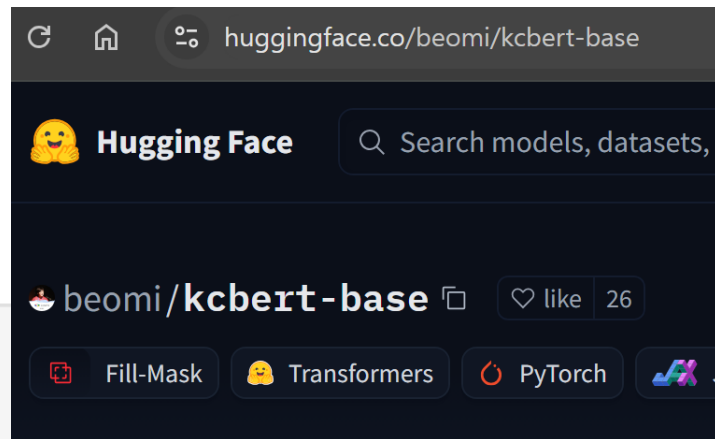 huggingface.co/beomi/kcbert-base
Hugging Face
Search models, datasets,
beomi/kcbert-base
like 26
Fill-Mask Transformers PyTorch